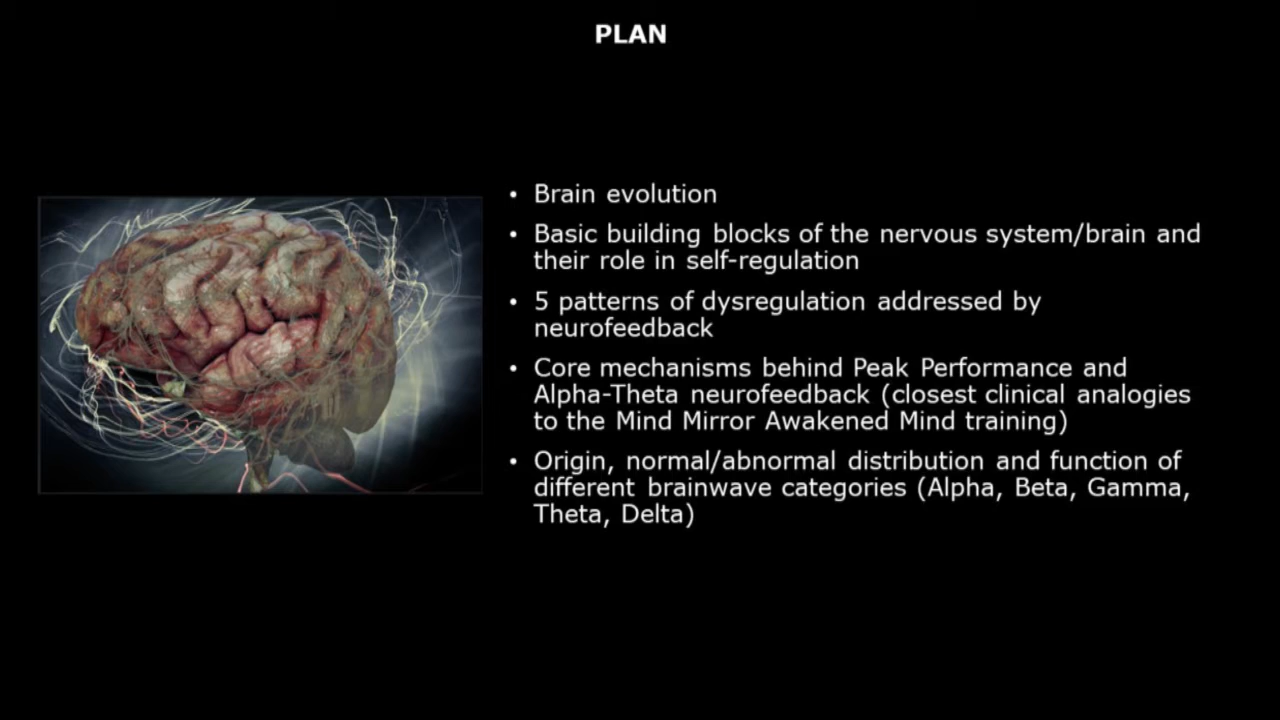 PLAN
• Brain evolution
• Basic building blocks of the nervous system/brain and
their role in self-regulation
• 5 patterns of dysregulation addressed by
neurofeedback
• Core mechanisms behind Peak Performance and
Alpha-Theta neurofeedback (closest clinical analogies
to the Mind Mirror Awakened Mind training)
• Origin, normal/abnormal distribution and function of
different brainwave categories (Alpha, Beta, Gamma,
Theta, Delta)